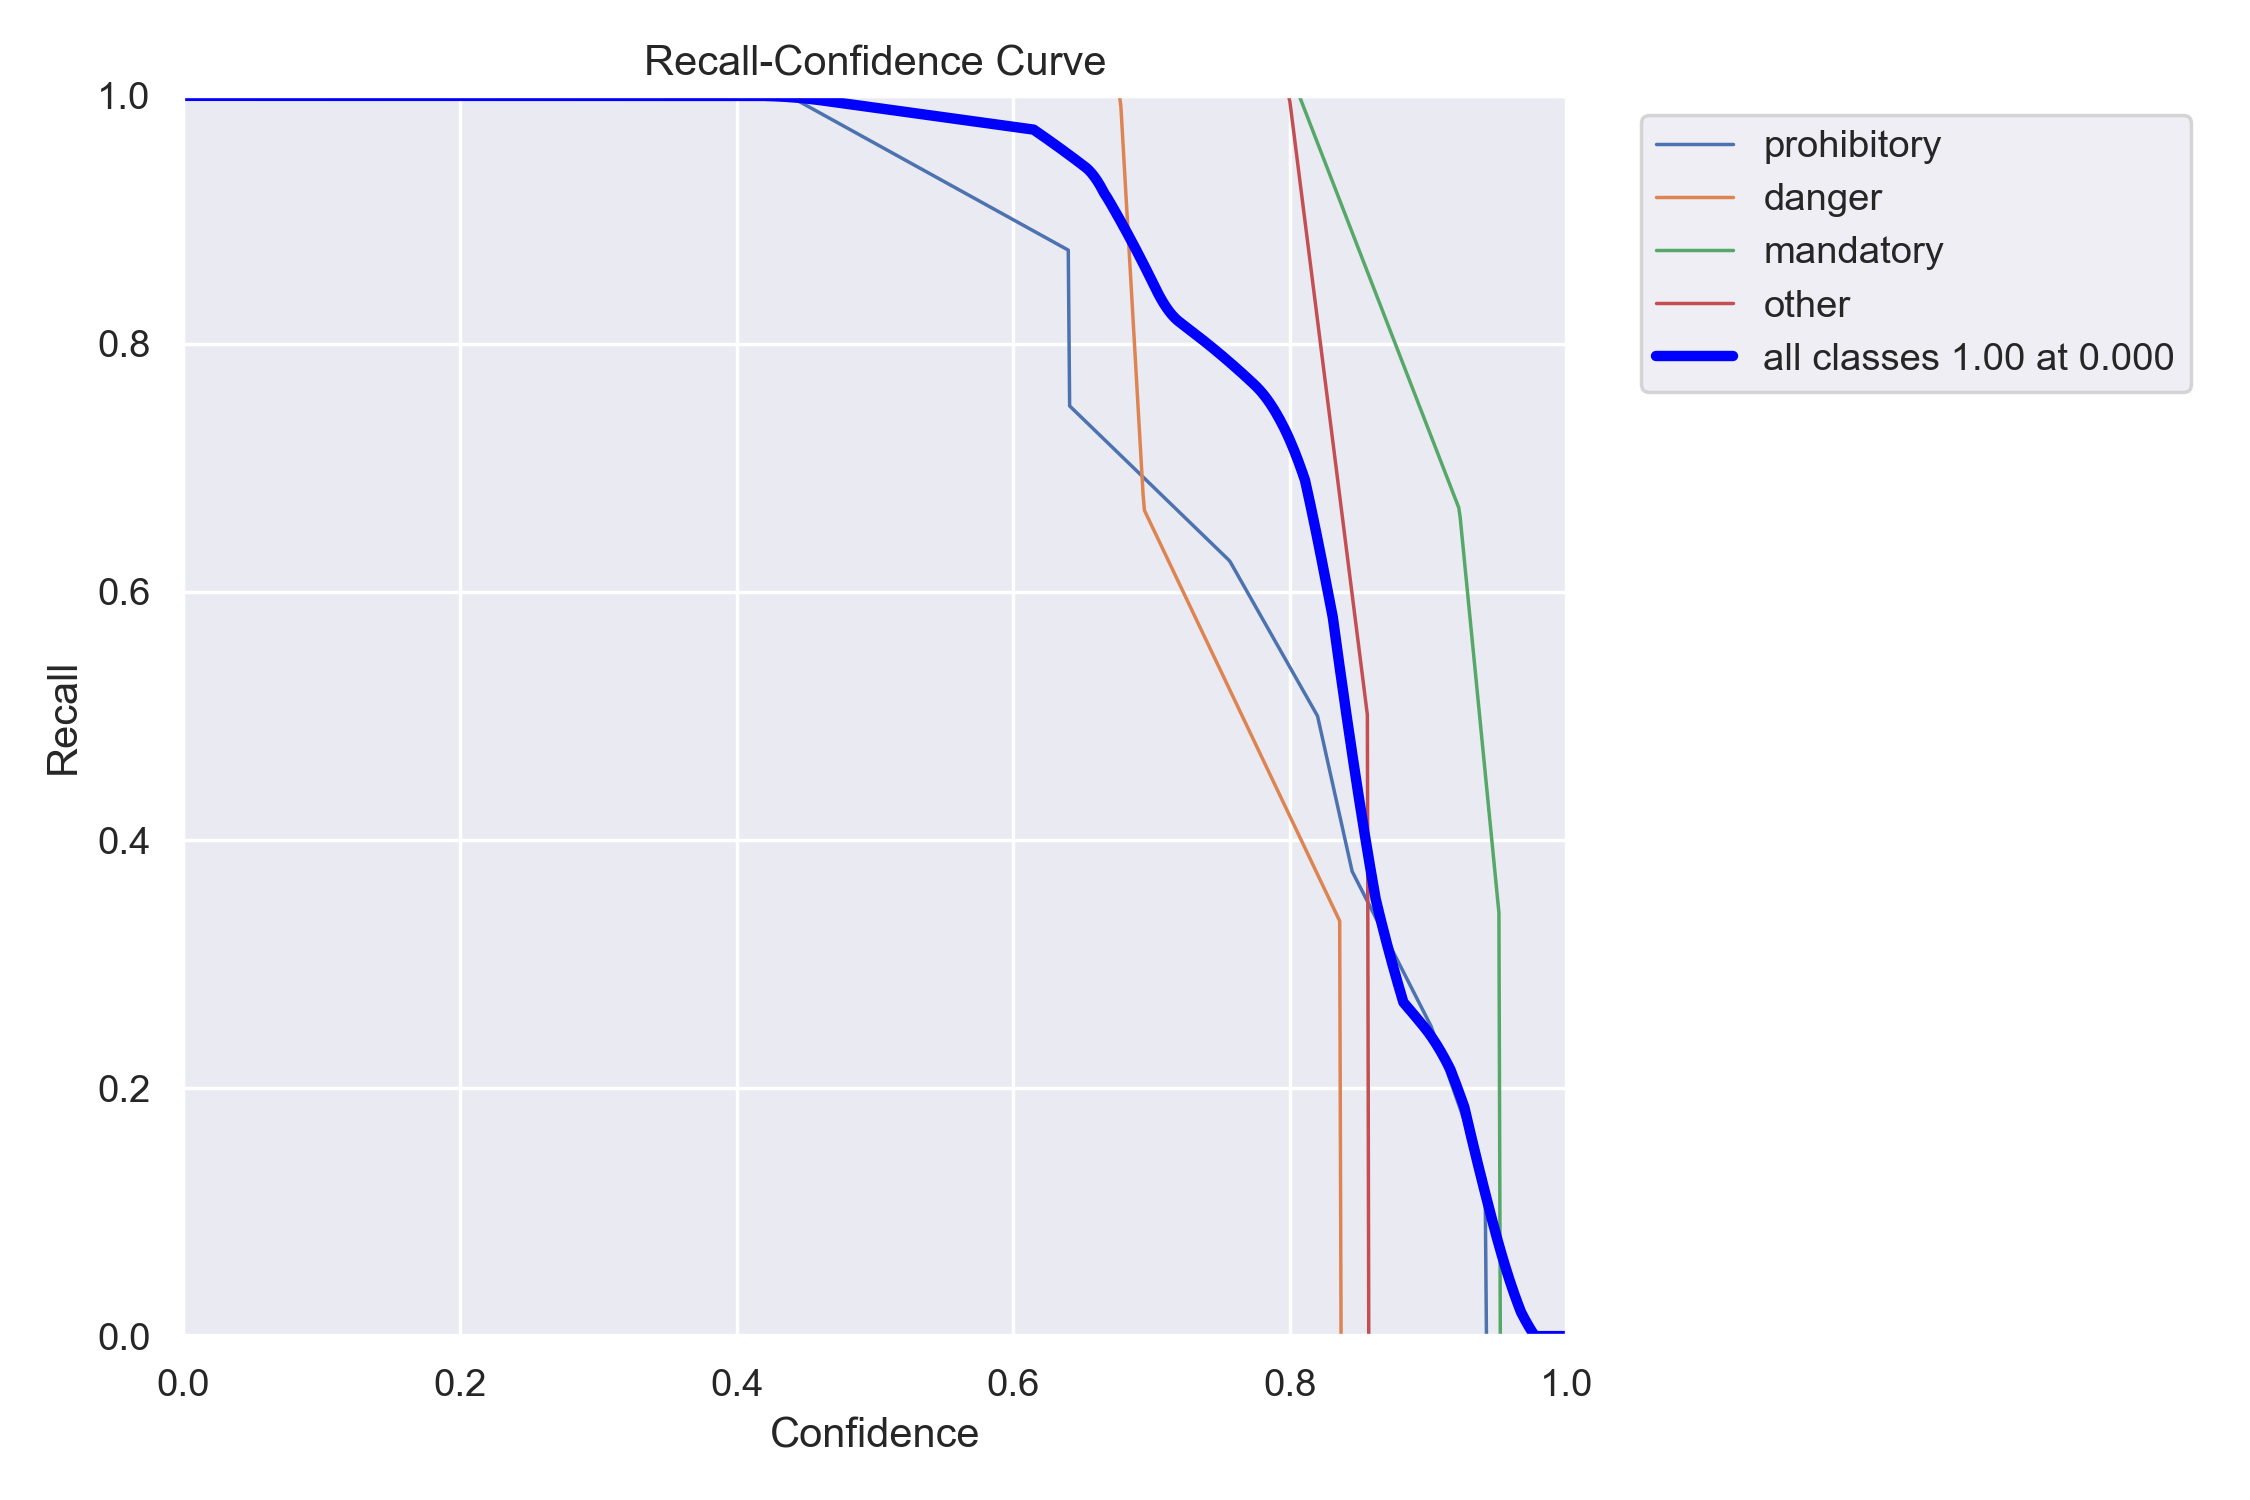 Recall-Confidence Curve
1.0
0.8
0.6
0.4
0.2
0.0
Recall
0.0 0.2 0.4 0.6 0.8 1.0
Confidence
prohibitory
danger
mandatory
other
all classes 1.00 at 0.000